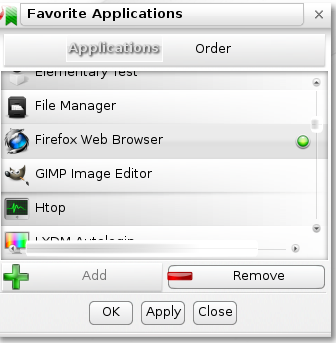 Favorite Applications
Applications
Order
Elementary Test
File Manager
Firefox Web Browser
GIMP Image Editor
Htop
LXDM Autologin
Add
Remove
OK
Apply
Close